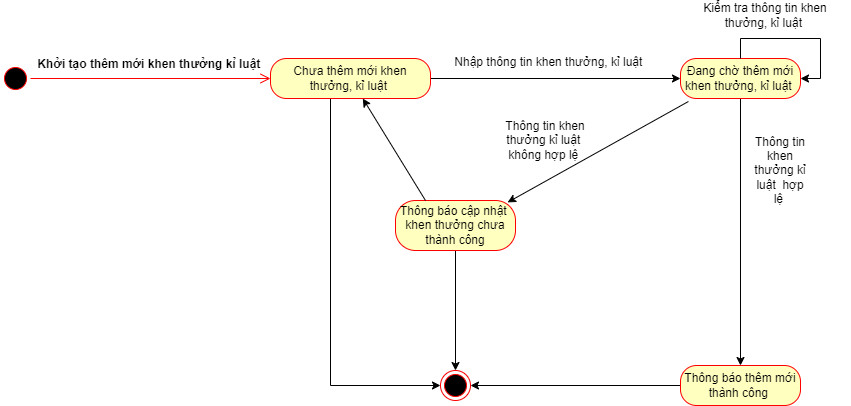 Kiểm tra thông tin khen
thưởng, kỉ luật
Khởi tạo thêm mới khen thưởng kỉ luật
Chưa thêm mới khen
thưởng, kỉ luật
Nhập thông tin khen thưởng, kỉ luật
Đang chờ thêm mới
khen thưởng, kỉ luật
Thông tin khen
thưởng kỉ luật
không hợp lệ
Thông tin
khen
thưởng kỉ
luật hợp
lệ
Thông báo cập nhật
khen thưởng chưa
thành công
Thông báo thêm mới
thành công